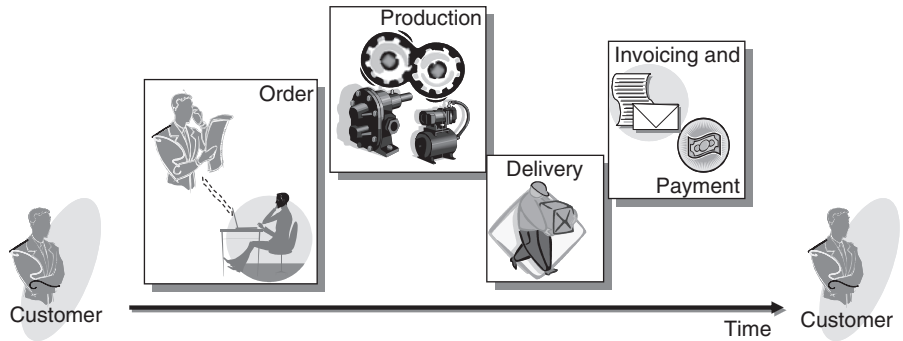 Production
Order
Invoicing and
Payment
Delivery
Customer
Time
Customer